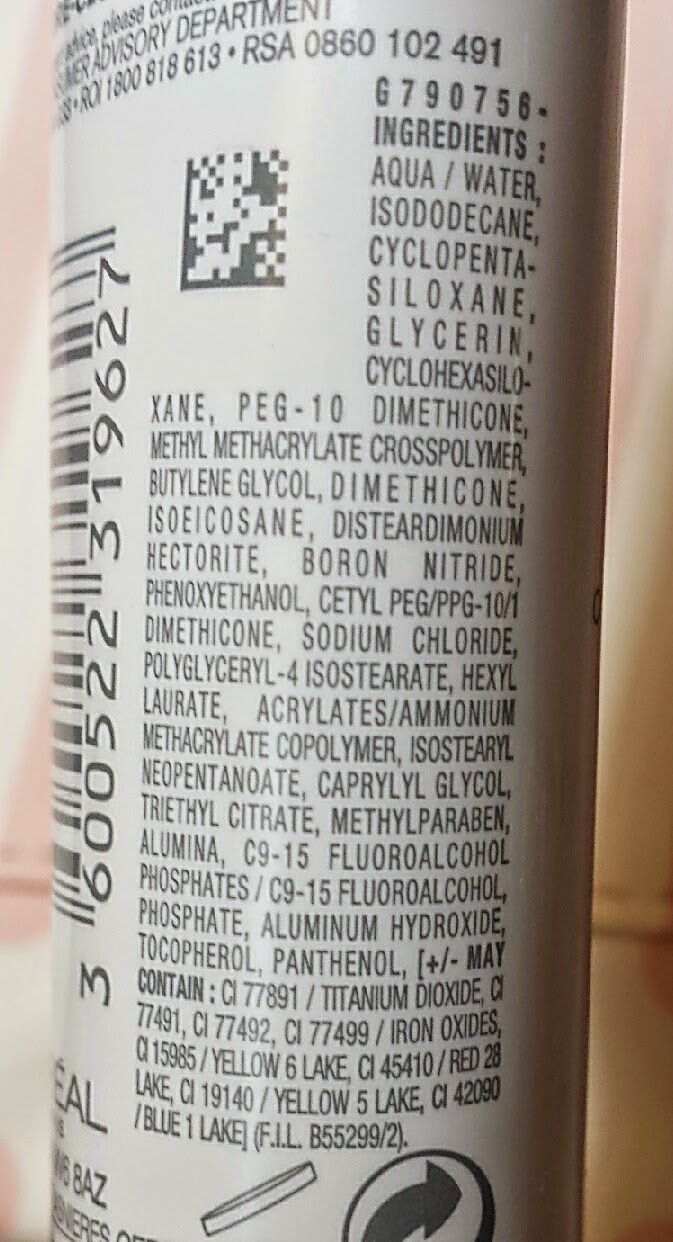 advice, please
ADVISORY DEPARTMENT
• ROI 1800 818 613 • RSA 0860 102 491
G790756-
INGREDIENTS :
AQUA / WATER,
ISODODECANE,
CYCLOPENTA-
SILOXANE,
GLYCERIN,
CYCLOHEXASILO-
XANE, PEG-10 DIMETHICONE,
METHYL METHACRYLATE CROSSPOLYMER,
BUTYLENE GLYCOL, DIMETHICONE,
ISOEICOSANE, DISTEARDIMONIUM
HECTORITE, BORON NITRIDE,
PHENOXYETHANOL, CETYL PEG/PPG-10/1
DIMETHICONE, SODIUM CHLORIDE,
POLYGLYCERYL-4 ISOSTEARATE, HEXYL
LAURATE, ACRYLATES/AMMONIUM
METHACRYLATE COPOLYMER, ISOSTEARYL
NEOPENTANOATE, CAPRYLYL GLYCOL,
TRIETHYL CITRATE, METHYLPARABEN,
ALUMINA, C9-15 FLUOROALCOHOL
PHOSPHATES / C9-15 FLUOROALCOHOL,
PHOSPHATE, ALUMINUM HYDROXIDE,
TOCOPHEROL, PANTHENOL, [+/- MAY
CONTAIN : CI 77891 / TITANIUM DIOXIDE, CI
77491, CI 77492, CI 77499 / IRON OXIDES,
CI 15985 / YELLOW 6 LAKE, CI 45410 / RED 28
LAKE, CI 19140 / YELLOW 5 LAKE, CI 42090
/ BLUE 1 LAKE] (F.I.L. B55299/2).
3 600522 319627
ÉAL
W6 8AZ